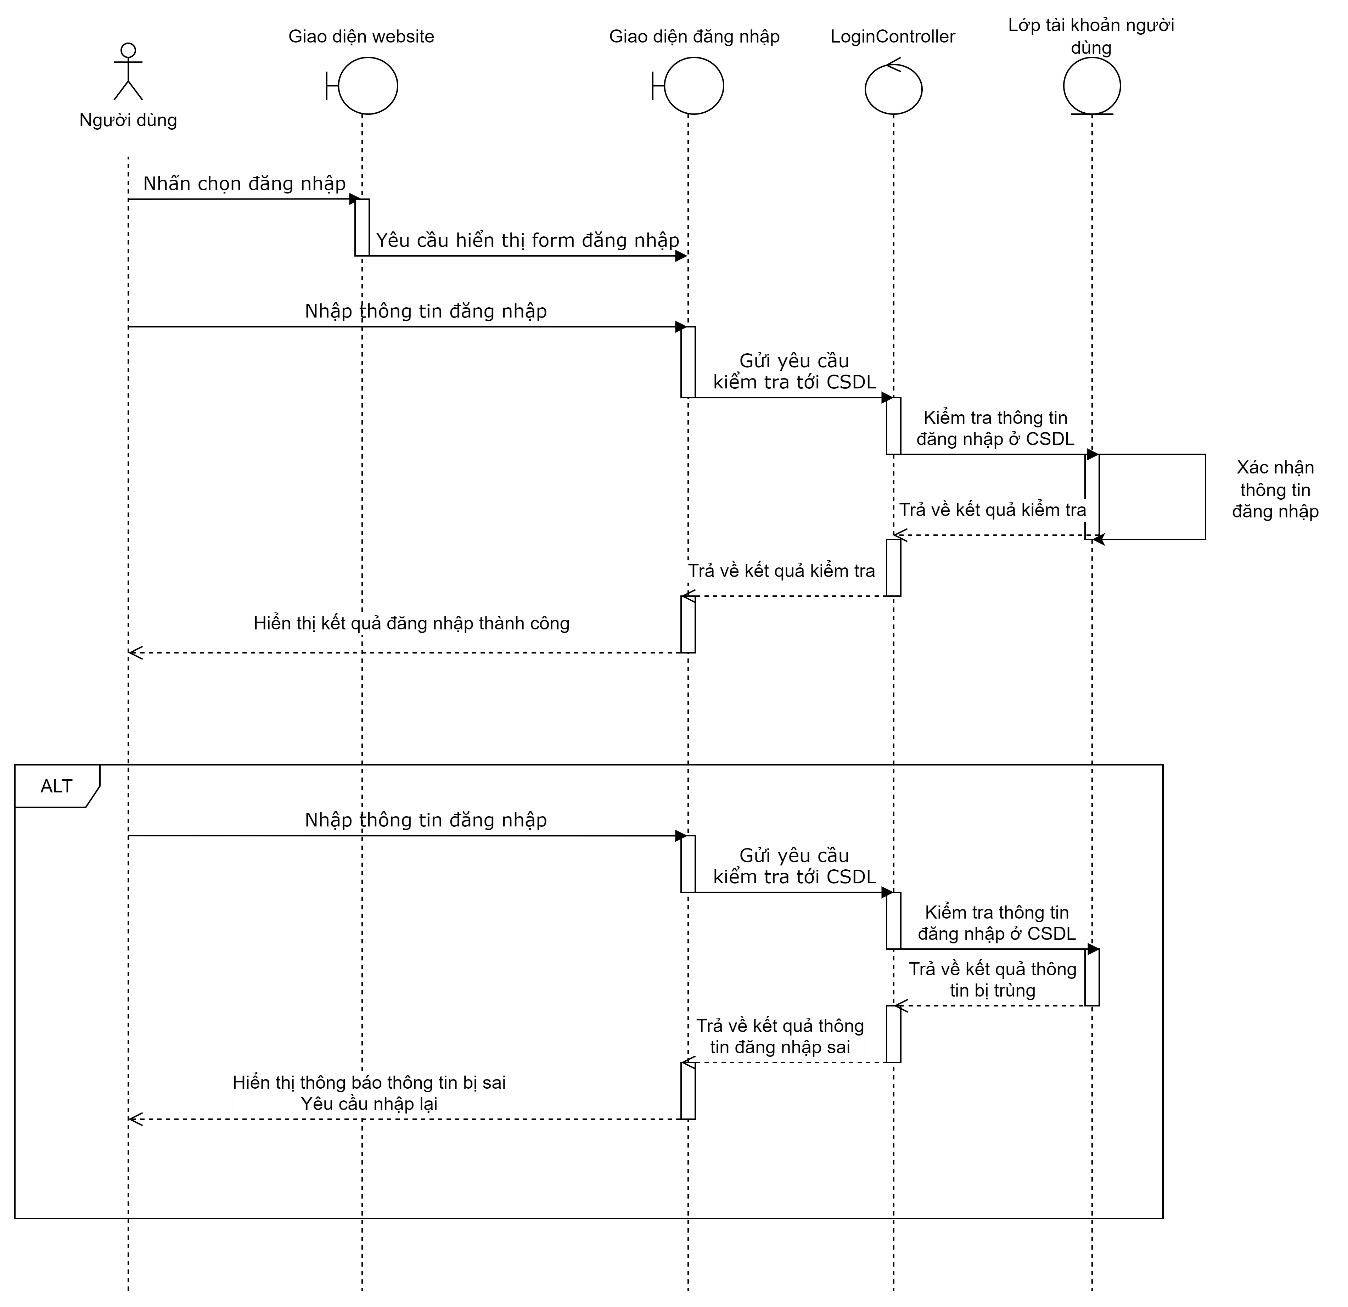 Giao diện website
Giao diện đăng nhập
LoginController
Lớp tài khoản người
dùng
Người dùng
Nhấn chọn đăng nhập
Yêu cầu hiển thị form đăng nhập
Nhập thông tin đăng nhập
Gửi yêu cầu
kiểm tra tới CSDL
Kiểm tra thông tin
đăng nhập ở CSDL
Xác nhận
thông tin
đăng nhập
Trả về kết quả kiểm tra
Trả về kết quả kiểm tra
Hiển thị kết quả đăng nhập thành công
ALT
Nhập thông tin đăng nhập
Gửi yêu cầu
kiểm tra tới CSDL
Kiểm tra thông tin
đăng nhập ở CSDL
Trả về kết quả thông
tin bị trùng
Trả về kết quả thông
tin đăng nhập sai
Hiển thị thông báo thông tin bị sai
Yêu cầu nhập lại